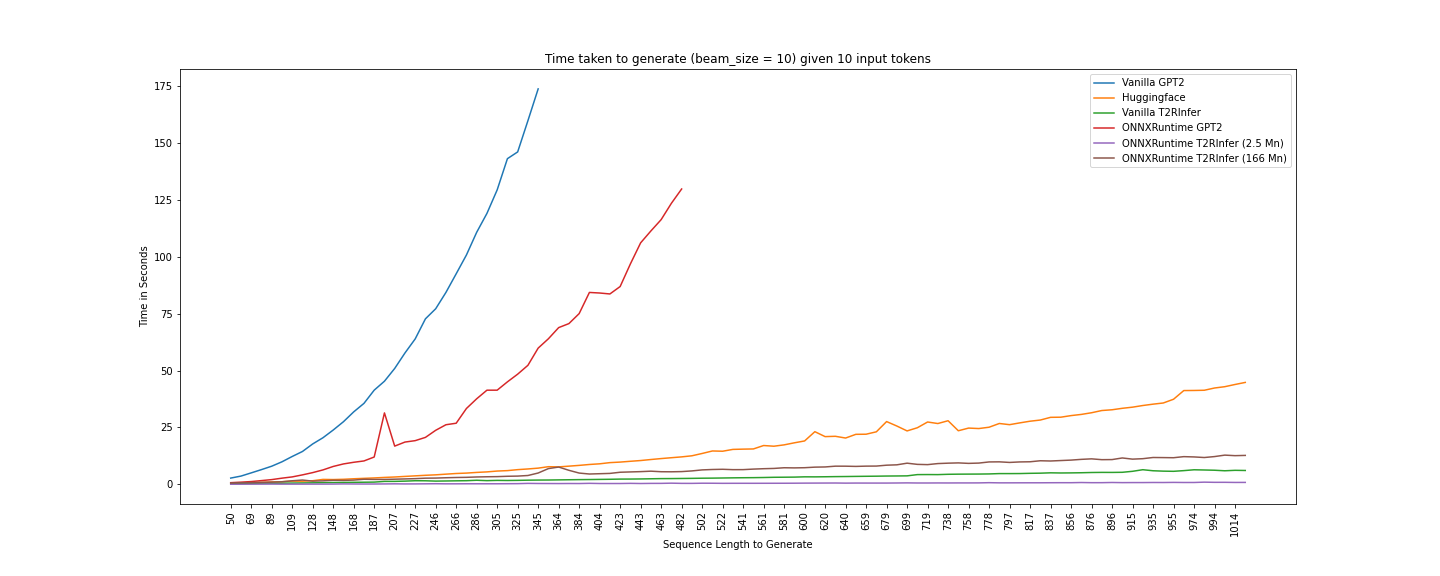 Time taken to generate (beam_size = 10) given 10 input tokens
175
150
125
100
75
50
25
0
Time in Seconds
Vanilla GPT2
Huggingface
Vanilla T2RInfer
ONNXRuntime GPT2
ONNXRuntime T2RInfer (2.5 Mn)
ONNXRuntime T2RInfer (166 Mn)
50 69 89 109 128 148 168 187 207 227 246 266 286 305 325 345 364 384 404 423 443 463 482 502 522 541 561 581 600 620 640 659 679 699 719 738 758 778 797 817 837 856 876 896 915 935 955 974 994 1014
Sequence Length to Generate